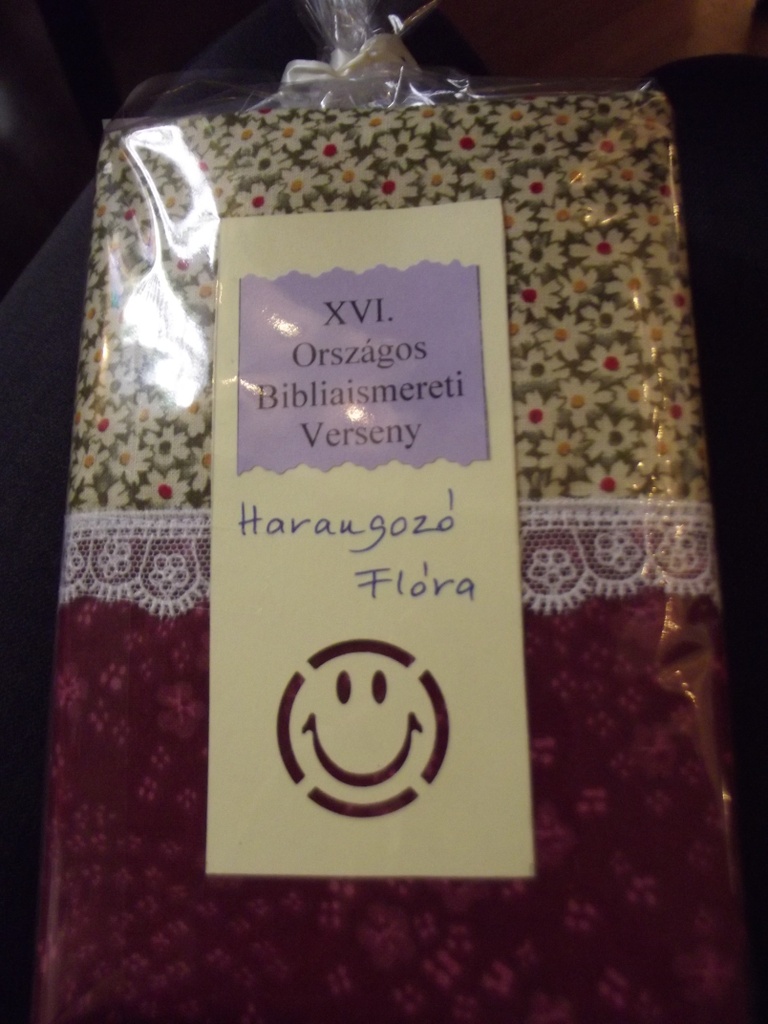 XVI.
Országos
Bibliaismereti
Verseny
Harangozó
Flóra